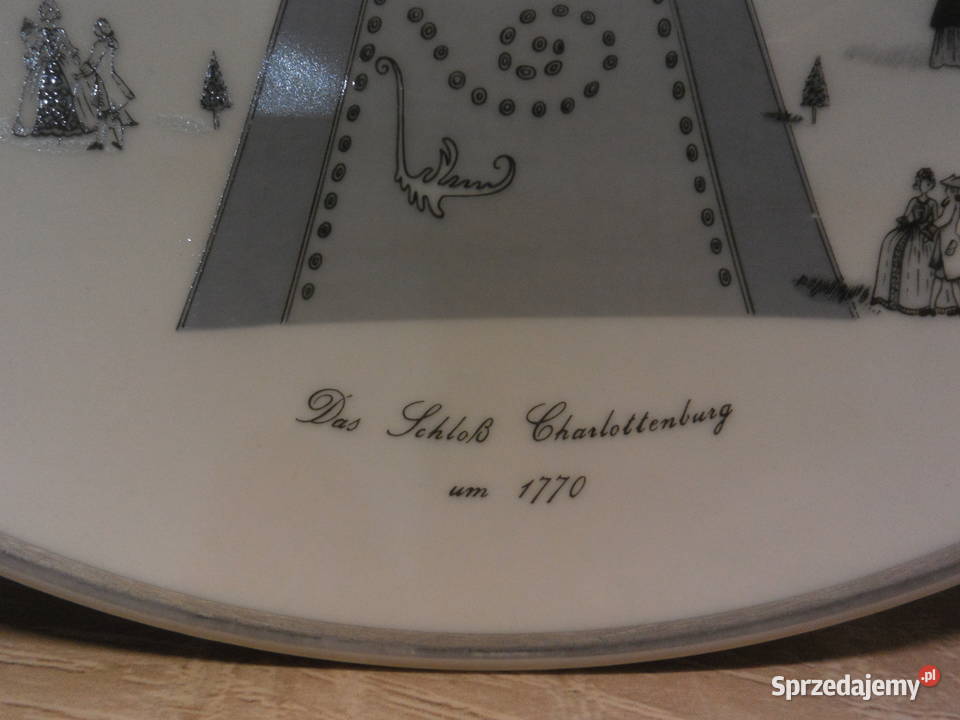 Das Schloß Charlottenburg
um 1770
Sprzedajemy.pl